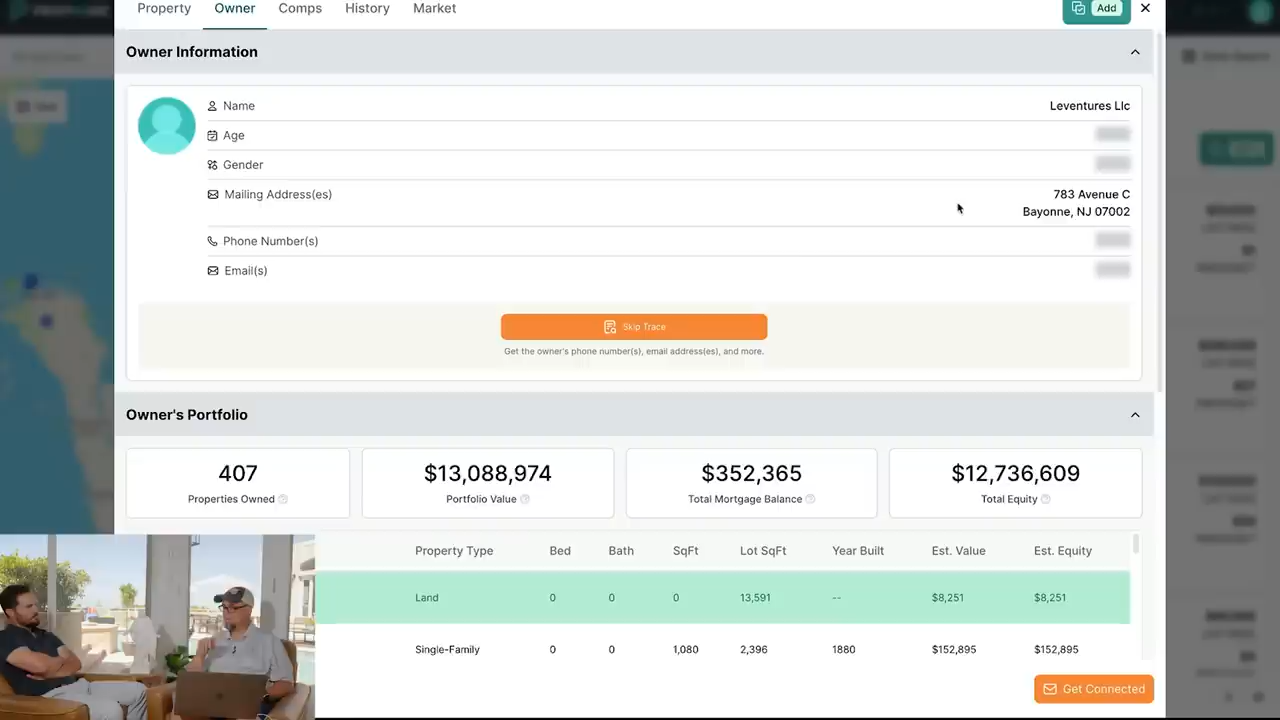 Property Owner Comps History Market Add
Owner Information
Name Leventures Llc
Age
Gender
Mailing Address(es) 783 Avenue C
Bayonne, NJ 07002
Phone Number(s)
Email(s)
Skip Trace
Get the owner's phone number(s), email address(es), and more.
Owner's Portfolio
407 $13,088,974 $352,365 $12,736,609
Properties Owned Portfolio Value Total Mortgage Balance Total Equity
Property Type Bed Bath SqFt Lot SqFt Year Built Est. Value Est. Equity
Land 0 0 0 13,591 -- $8,251 $8,251
Single-Family 0 0 1,080 2,396 1880 $152,895 $152,895
Get Connected